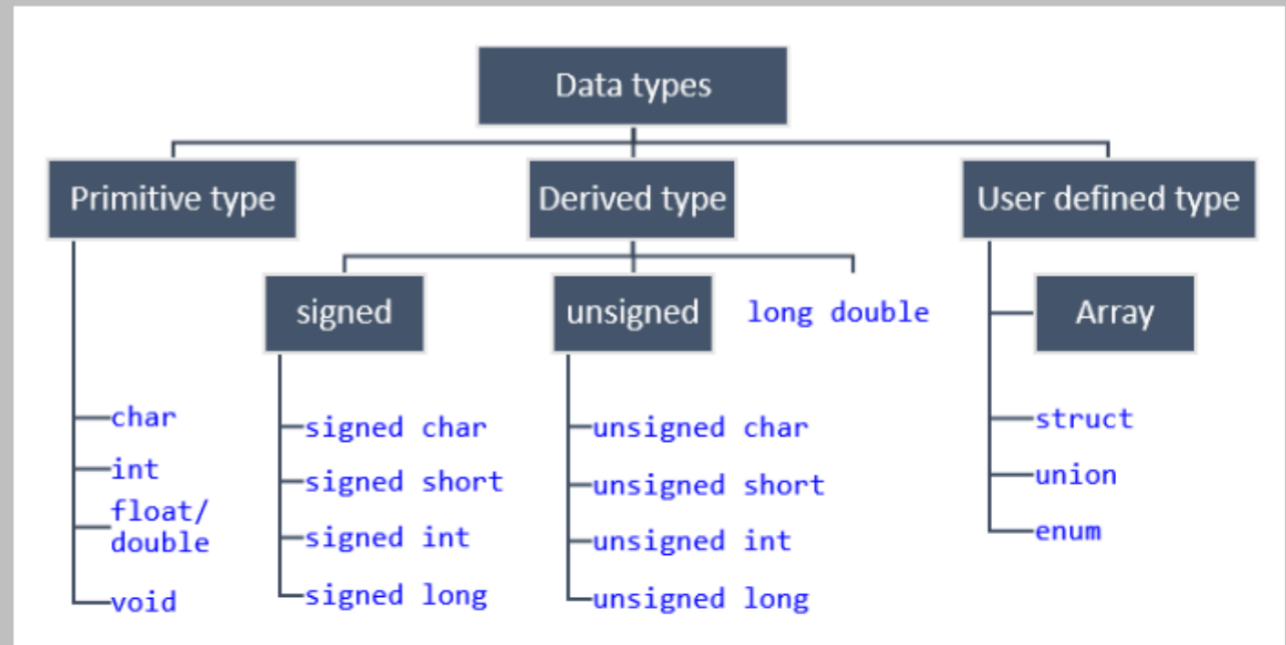 Data types
Primitive type
Derived type
User defined type
signed
unsigned
long double
Array
char
int
float/
double
void
signed char
signed short
signed int
signed long
unsigned char
unsigned short
unsigned int
unsigned long
struct
union
enum